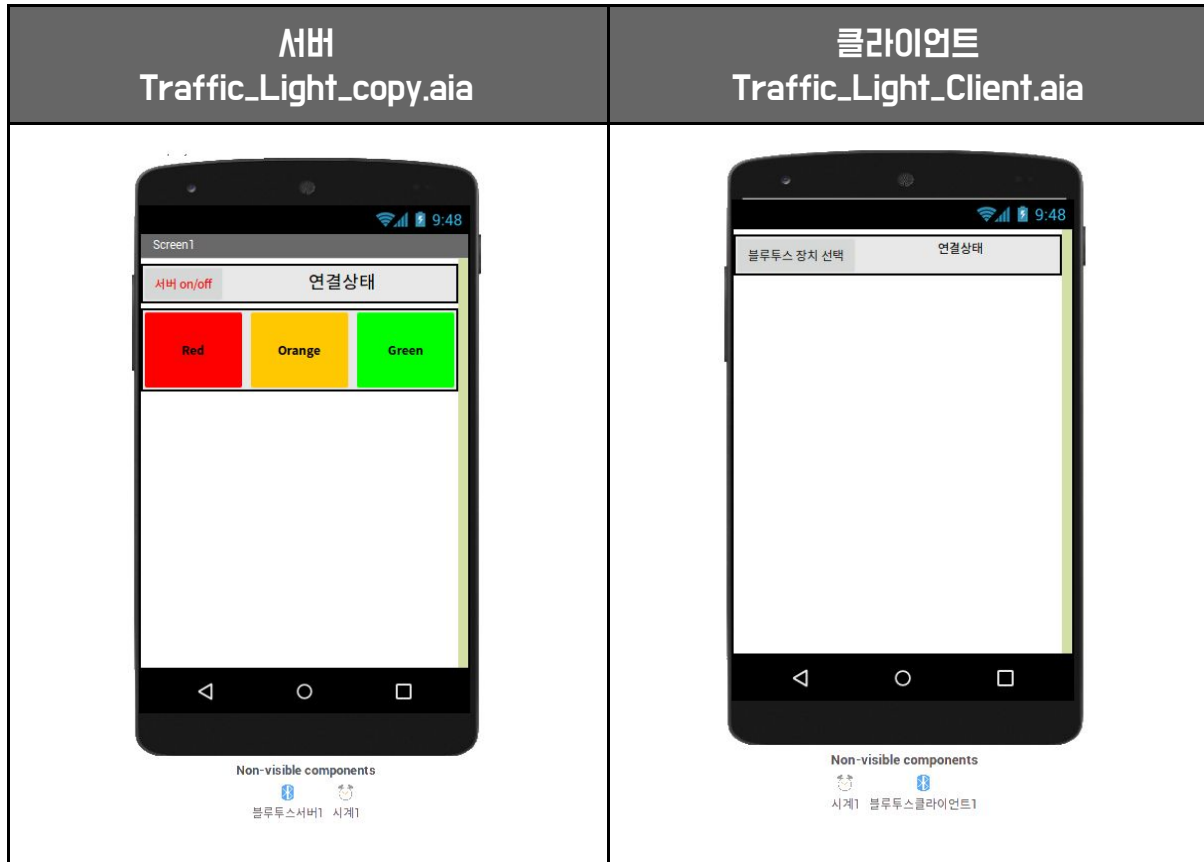 서버
Traffic_Light_copy.aia
클라이언트
Traffic_Light_Client.aia
9:48
Screen1
서버 on/off
연결상태
Red
Orange
Green
Non-visible components
블루투스서버1
시계1
9:48
블루투스 장치 선택
연결상태
Non-visible components
시계1
블루투스클라이언트1